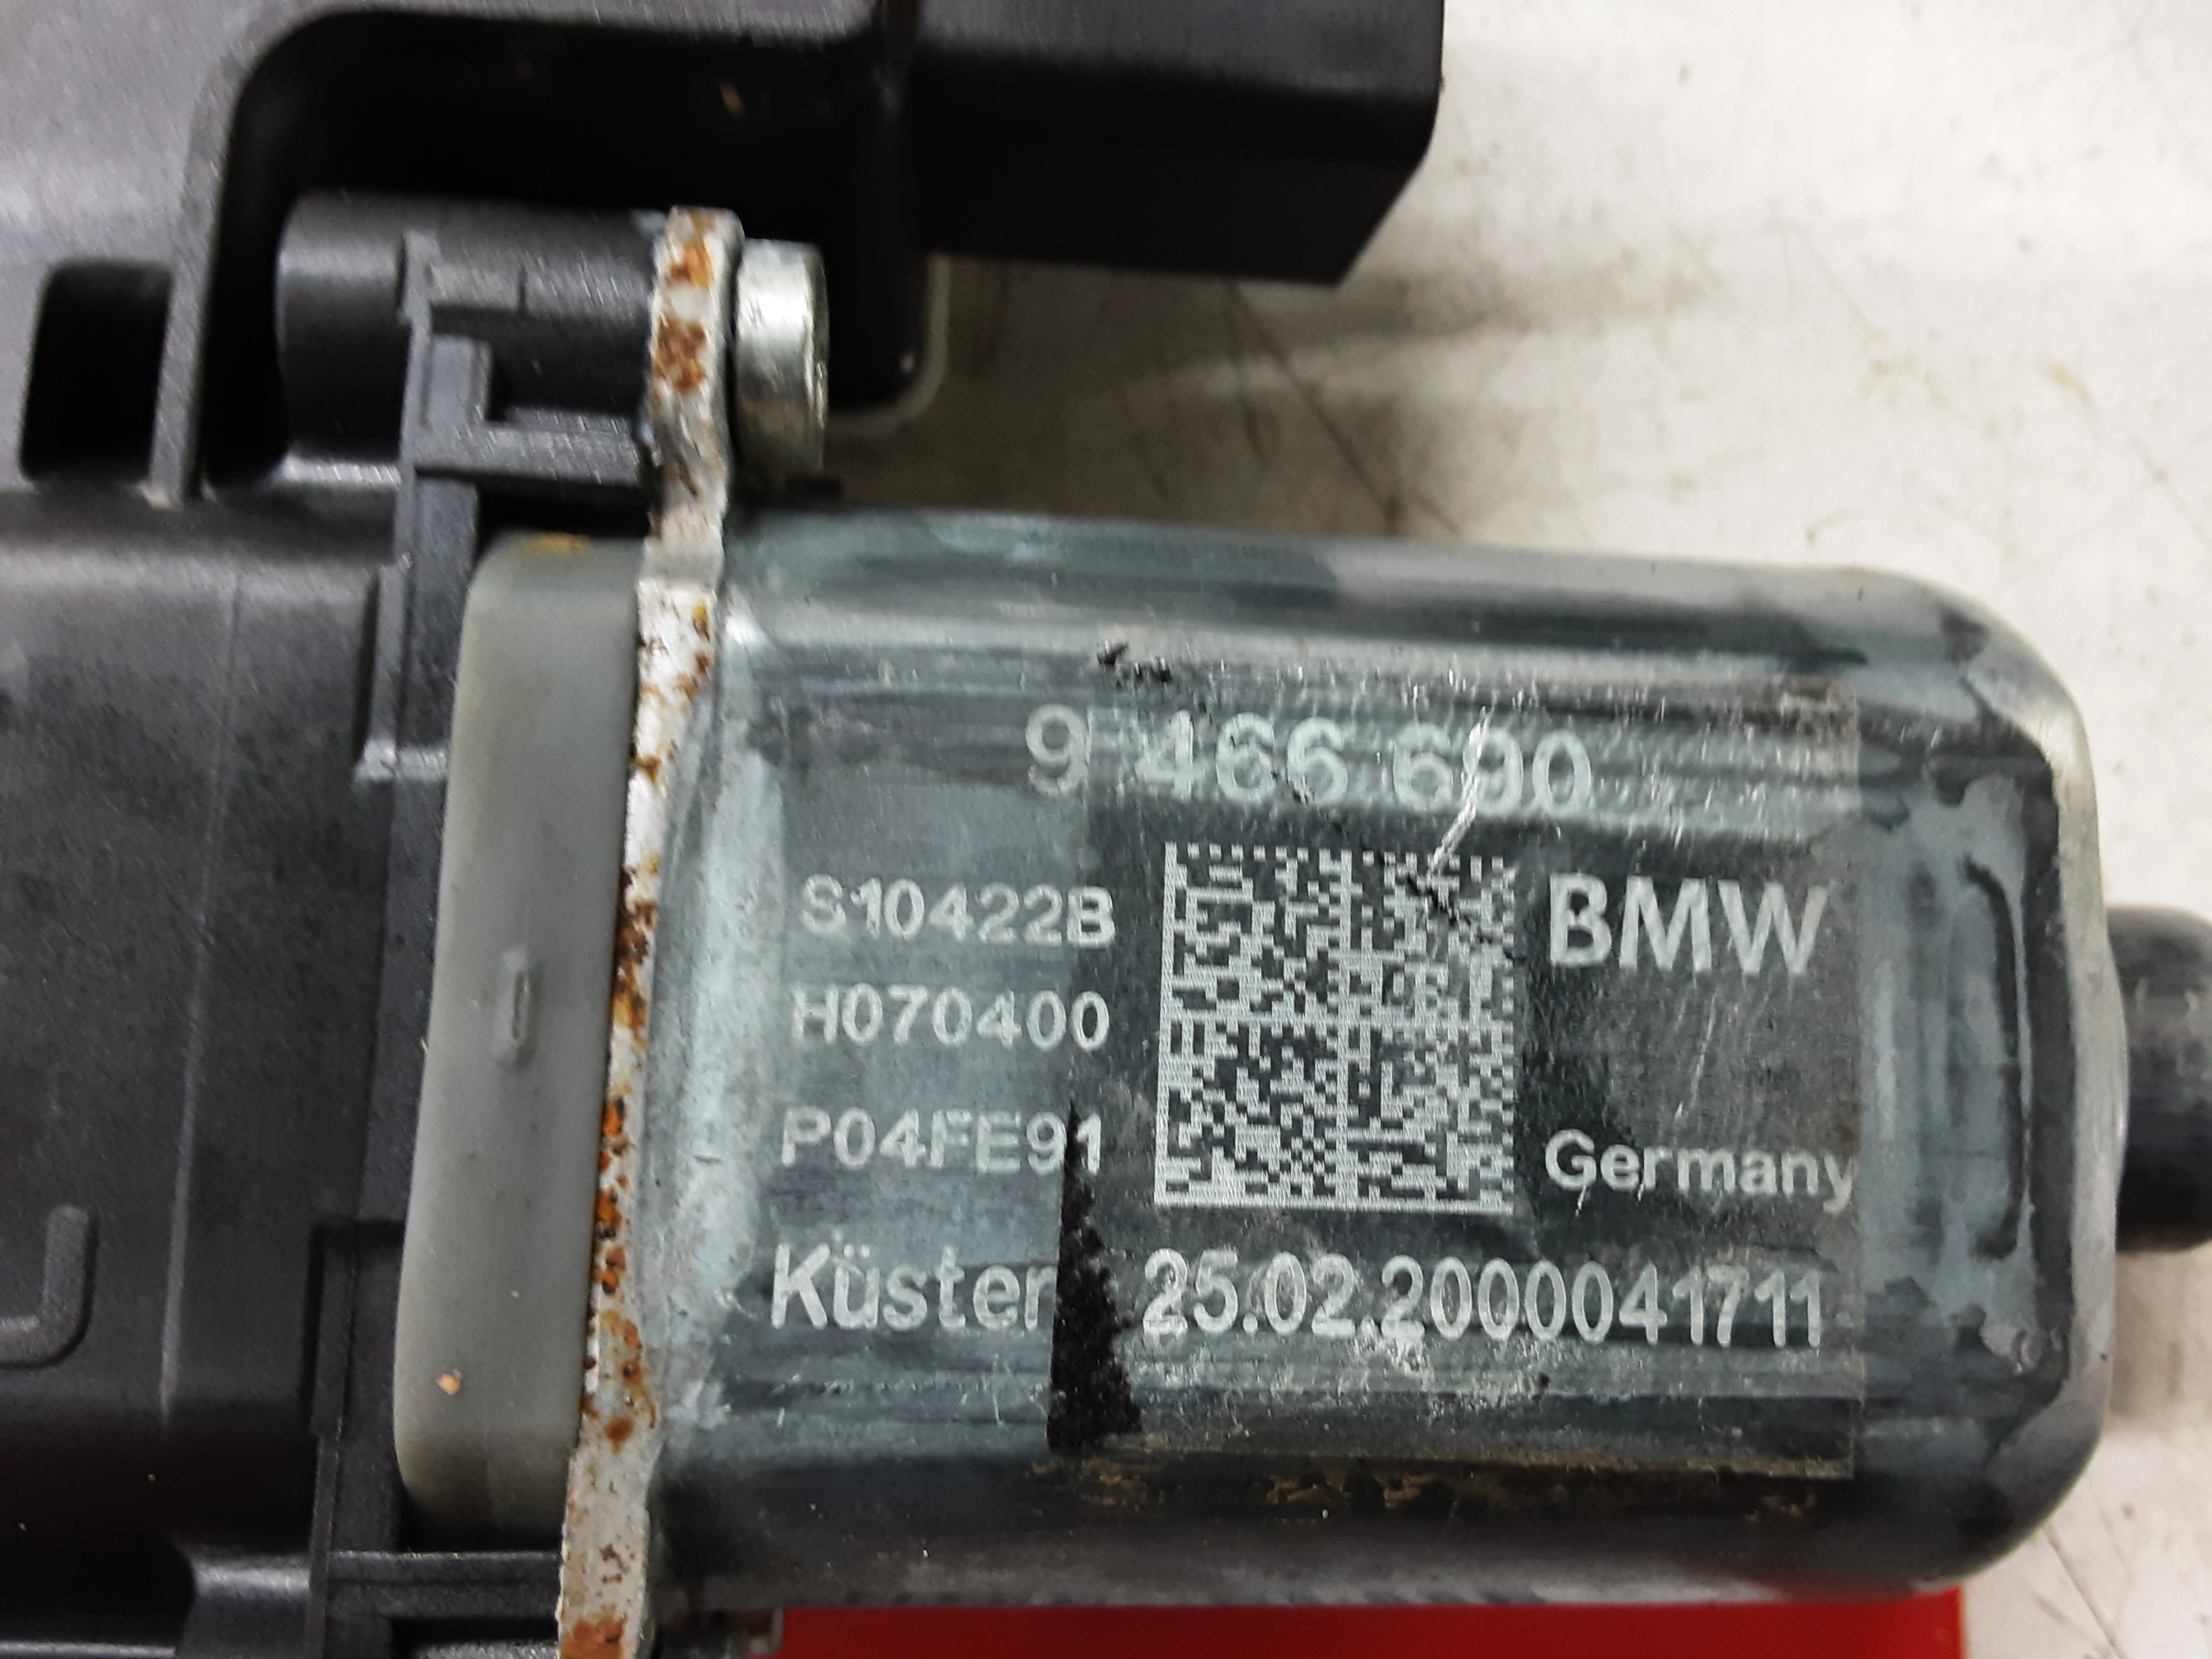 9 466 690
S10422B
BMW
H070400
P04FE91
Germany
Küster 25.02.2000041711